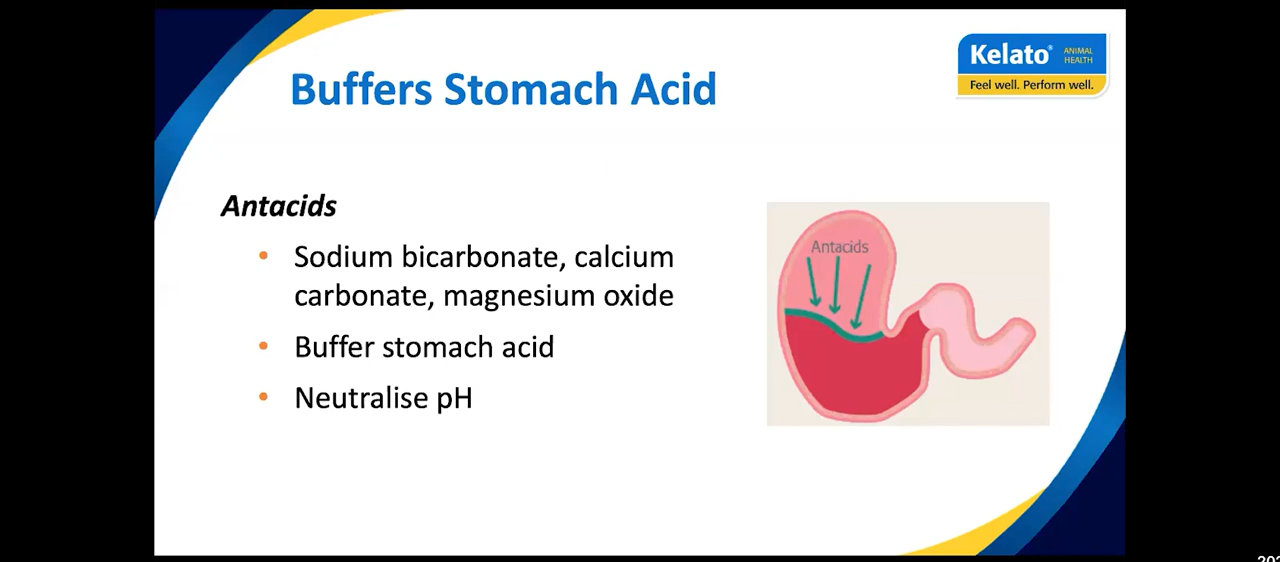 Buffers Stomach Acid
Kelato®
ANIMAL
HEALTH
Feel well. Perform well.
Antacids
• Sodium bicarbonate, calcium
carbonate, magnesium oxide
• Buffer stomach acid
• Neutralise pH
Antacids